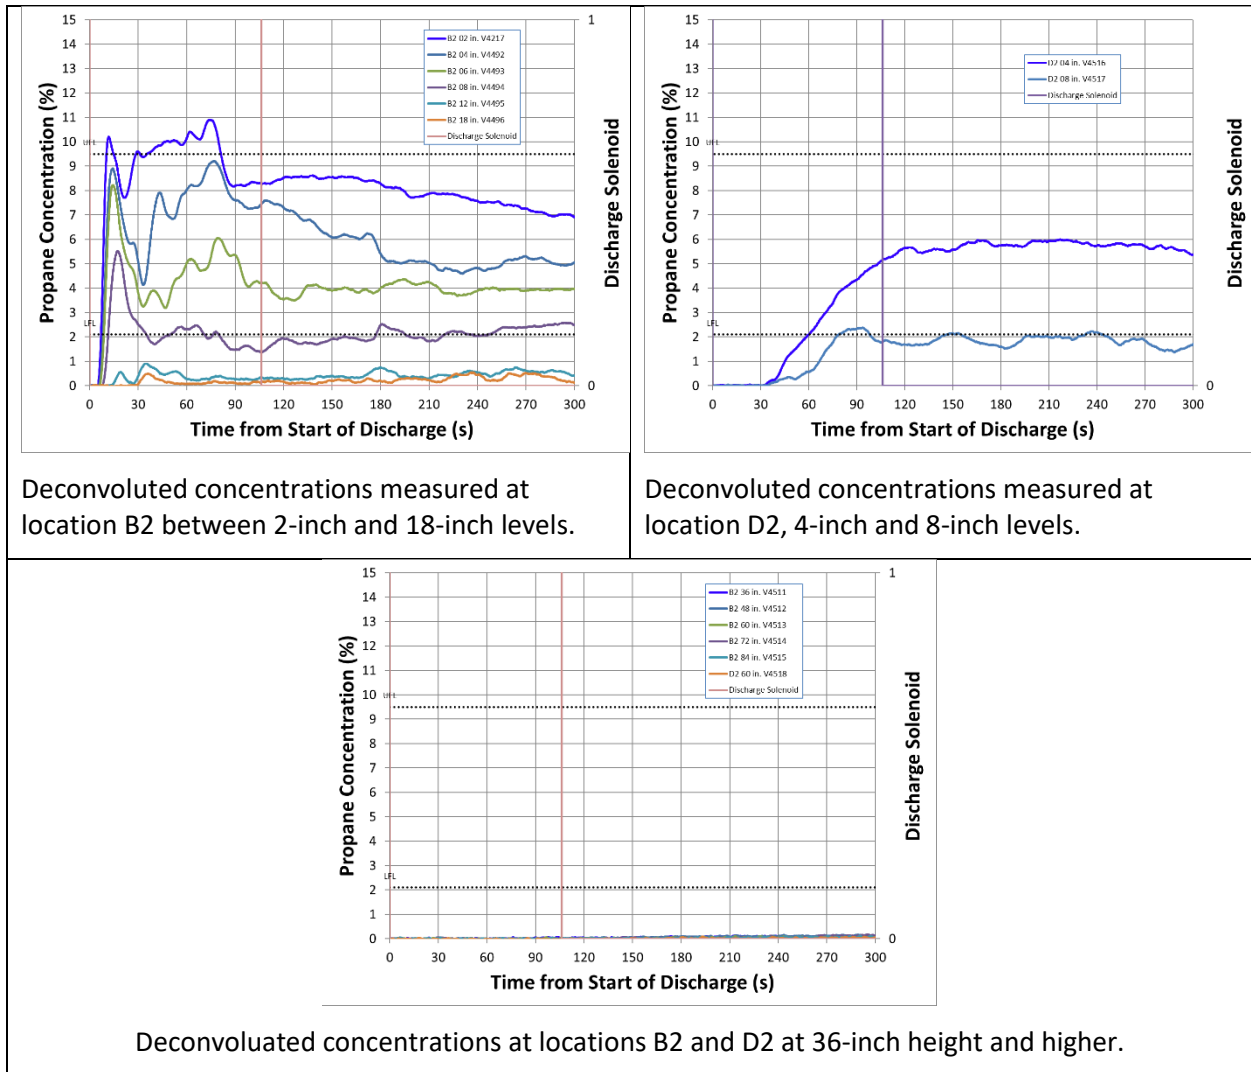 15
14
13
12
11
10
9
8
7
6
5
4
3
2
1
0
Propane Concentration (%)
UFL
LFL
B2 02 in. V4217
B2 04 in. V4492
B2 06 in. V4493
B2 08 in. V4494
B2 12 in. V4495
B2 18 in. V4496
Discharge Solenoid
1
0
Discharge Solenoid
0 30 60 90 120 150 180 210 240 270 300
Time from Start of Discharge (s)
Deconvoluted concentrations measured at
location B2 between 2-inch and 18-inch levels.
15
14
13
12
11
10
9
8
7
6
5
4
3
2
1
0
Propane Concentration (%)
UFL
LFL
D2 04 in. V4516
D2 08 in. V4517
Discharge Solenoid
1
0
Discharge Solenoid
0 30 60 90 120 150 180 210 240 270 300
Time from Start of Discharge (s)
Deconvoluted concentrations measured at
location D2, 4-inch and 8-inch levels.
15
14
13
12
11
10
9
8
7
6
5
4
3
2
1
0
Propane Concentration (%)
UFL
LFL
B2 36 in. V4511
B2 48 in. V4512
B2 60 in. V4513
B2 72 in. V4514
B2 84 in. V4515
D2 60 in. V4518
Discharge Solenoid
1
0
Discharge Solenoid
0 30 60 90 120 150 180 210 240 270 300
Time from Start of Discharge (s)
Deconvoluated concentrations at locations B2 and D2 at 36-inch height and higher.